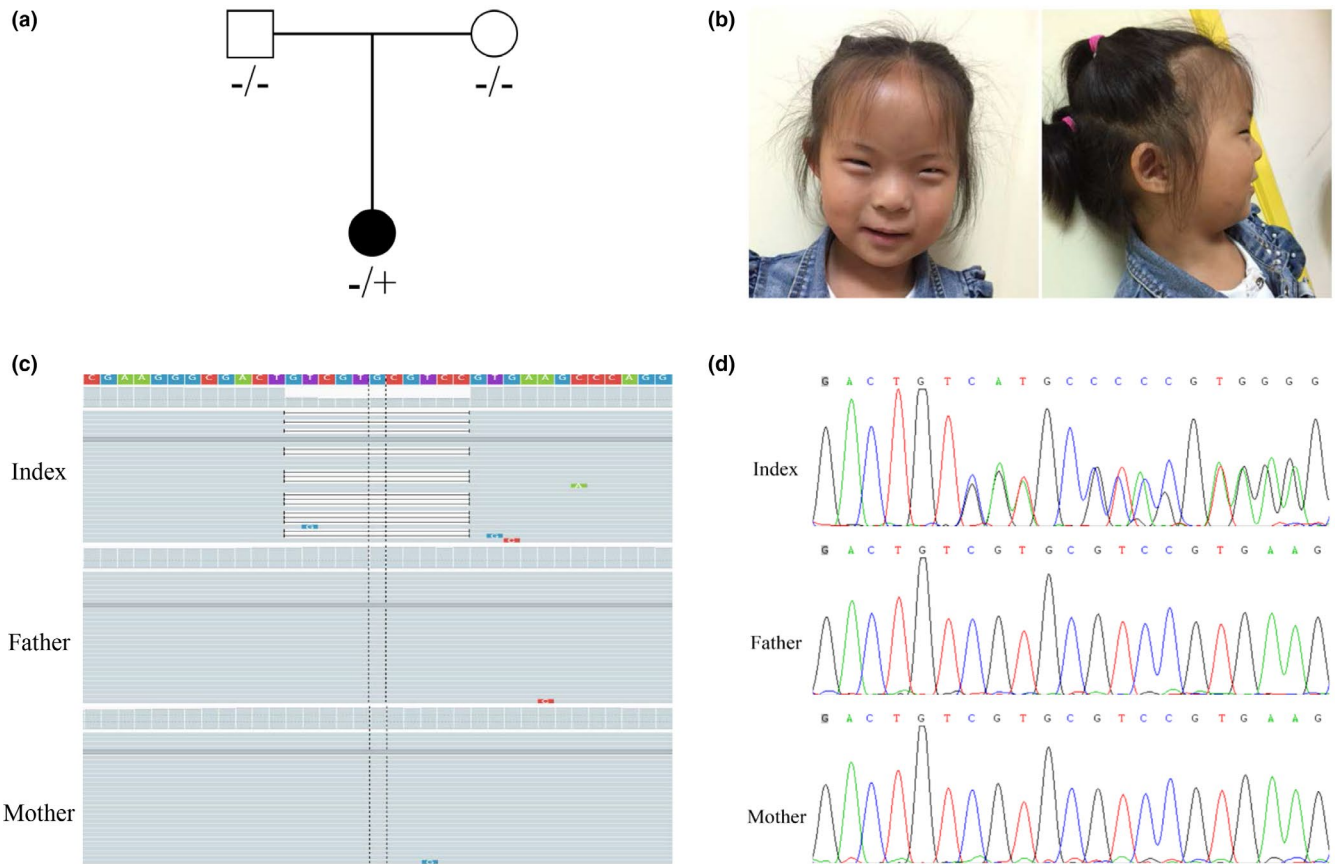 (a)
-/-
-/-
-/+
(b)
(c)
C G A A G G G C G A C T G T C G T G C G T C C G T G A A G C C C A G G
Index
A
G
G
Father
Mother
(d)
G A C T G T C A T G C C C C C G T G G G G
Index
G A C T G T C G T G C G T C C G T G A A G
Father
G A C T G T C G T G C G T C C G T G A A G
Mother